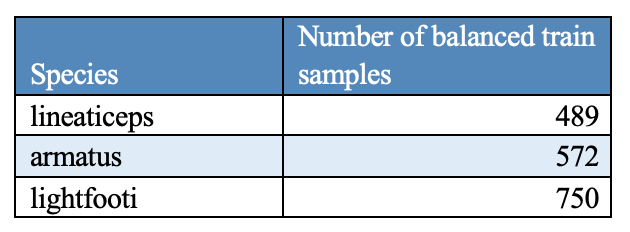 Species
Number of balanced train
samples
lineaticeps 489
armatus 572
lightfooti 750